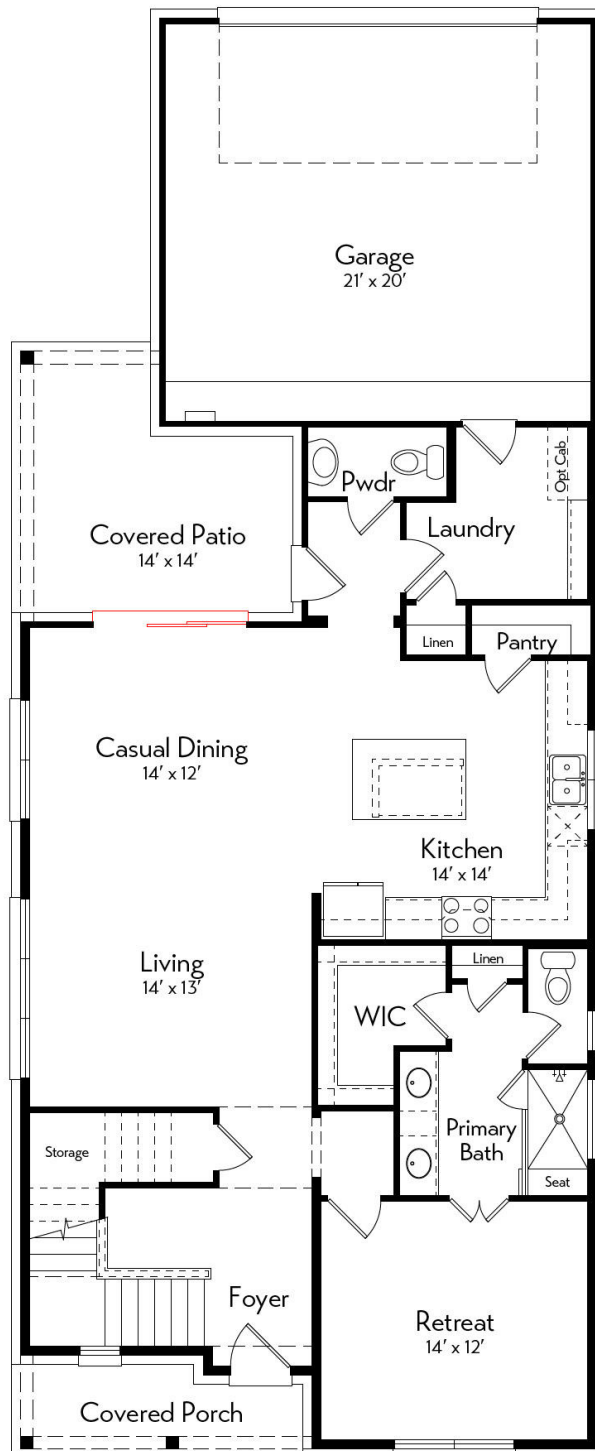 Garage
21′ x 20′
Pwdr
Opt Cab
Laundry
Covered Patio
14′ x 14′
Linen
Pantry
Casual Dining
14′ x 12′
Kitchen
14′ x 14′
Living
14′ x 13′
Linen
WIC
Primary
Bath
Storage
Seat
Foyer
Retreat
14′ x 12′
Covered Porch